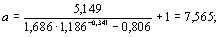 a = 5,149 / (1,686 · 1,186^(-0,341) - 0,806) + 1 = 7,565;